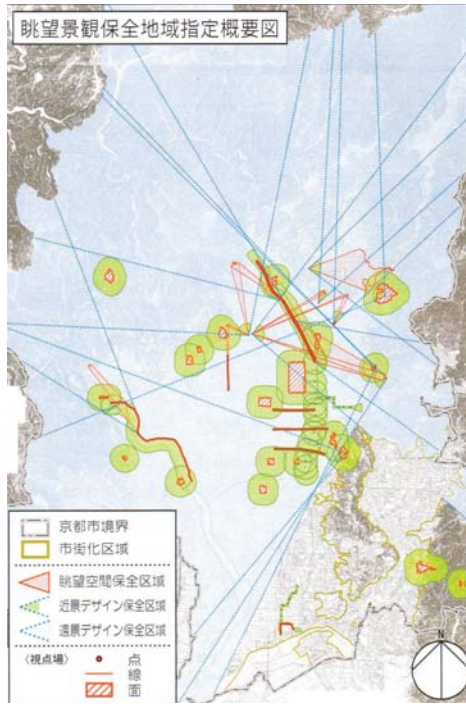 眺望景観保全地域指定概要図
京都市境界
市街化区域
眺望空間保全区域
近景デザイン保全区域
遠景デザイン保全区域
〈視点場〉
点
線
面
N